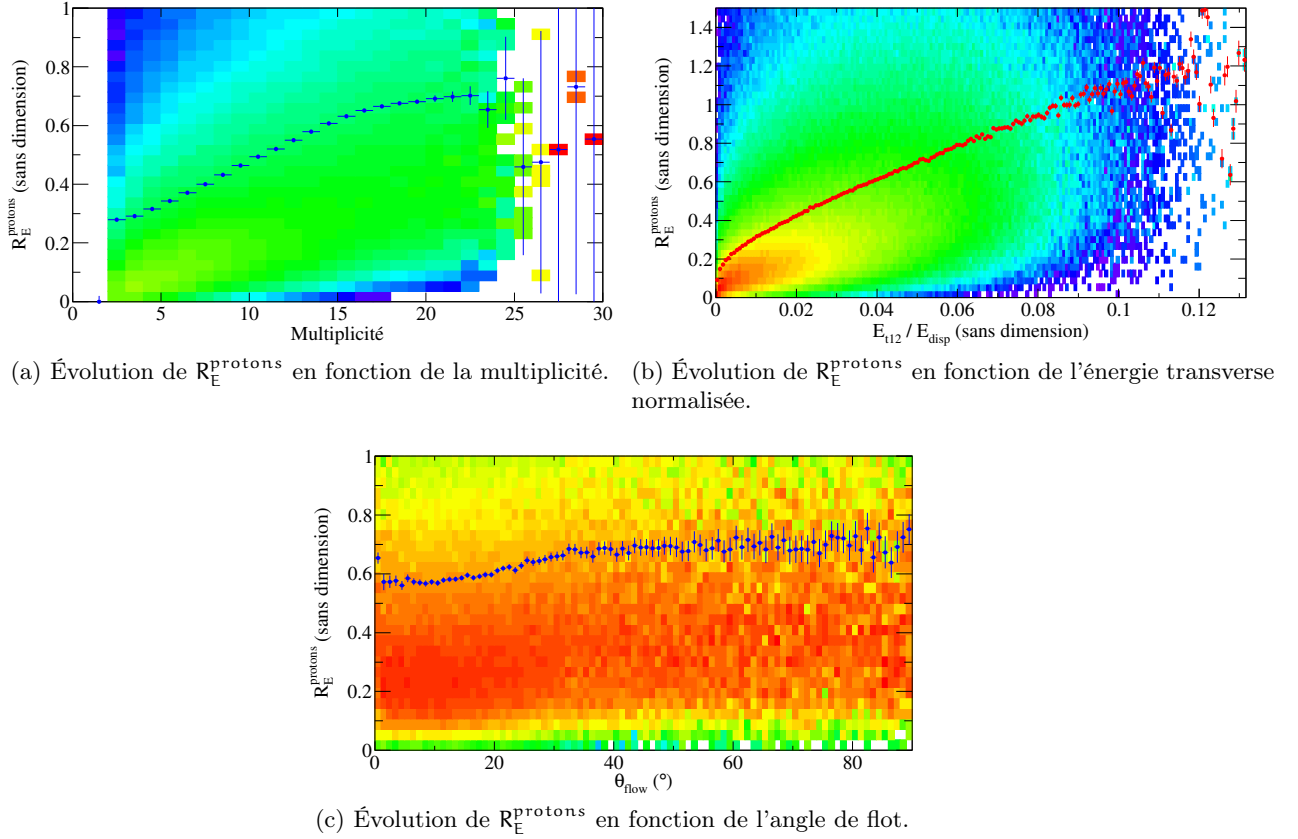 1
0.8
0.6
0.4
0.2
0
R_E^protons (sans dimension)
0 5 10 15 20 25 30
Multiplicité
1.4
1.2
1
0.8
0.6
0.4
0.2
0
R_E^protons (sans dimension)
0 0.02 0.04 0.06 0.08 0.1 0.12
E_t12 / E_disp (sans dimension)
(a) Évolution de R_E^protons en fonction de la multiplicité.
(b) Évolution de R_E^protons en fonction de l'énergie transverse
normalisée.
1
0.8
0.6
0.4
0.2
0
R_E^protons (sans dimension)
0 20 40 60 80
θ_flow (°)
(c) Évolution de R_E^protons en fonction de l'angle de flot.